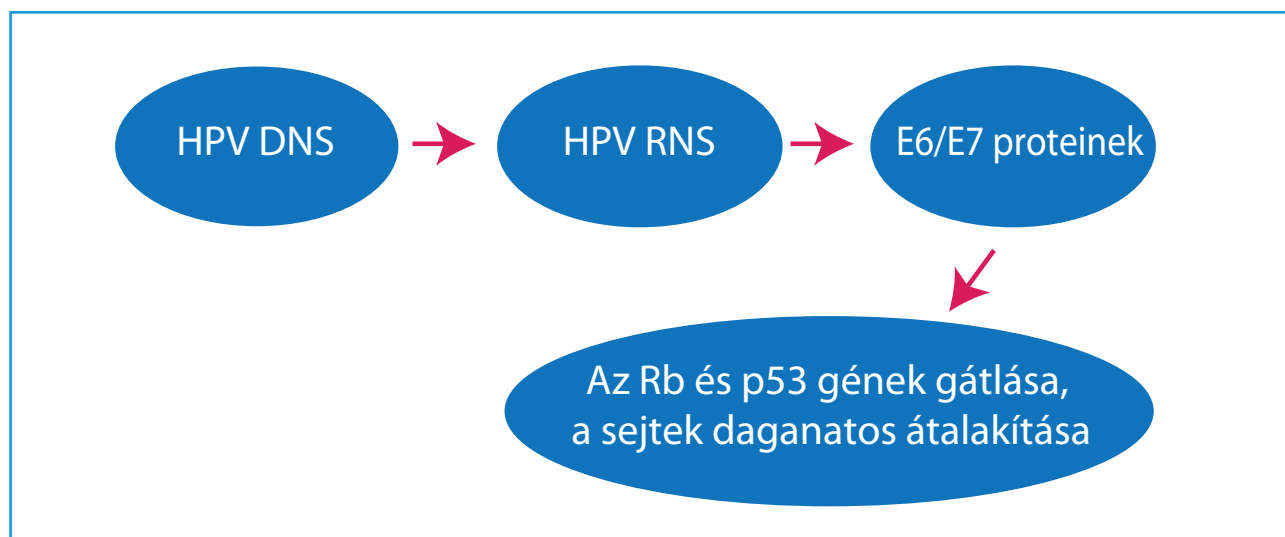 HPV DNS
HPV RNS
E6/E7 proteinek
Az Rb és p53 gének gátlása,
a sejtek daganatos átalakítása